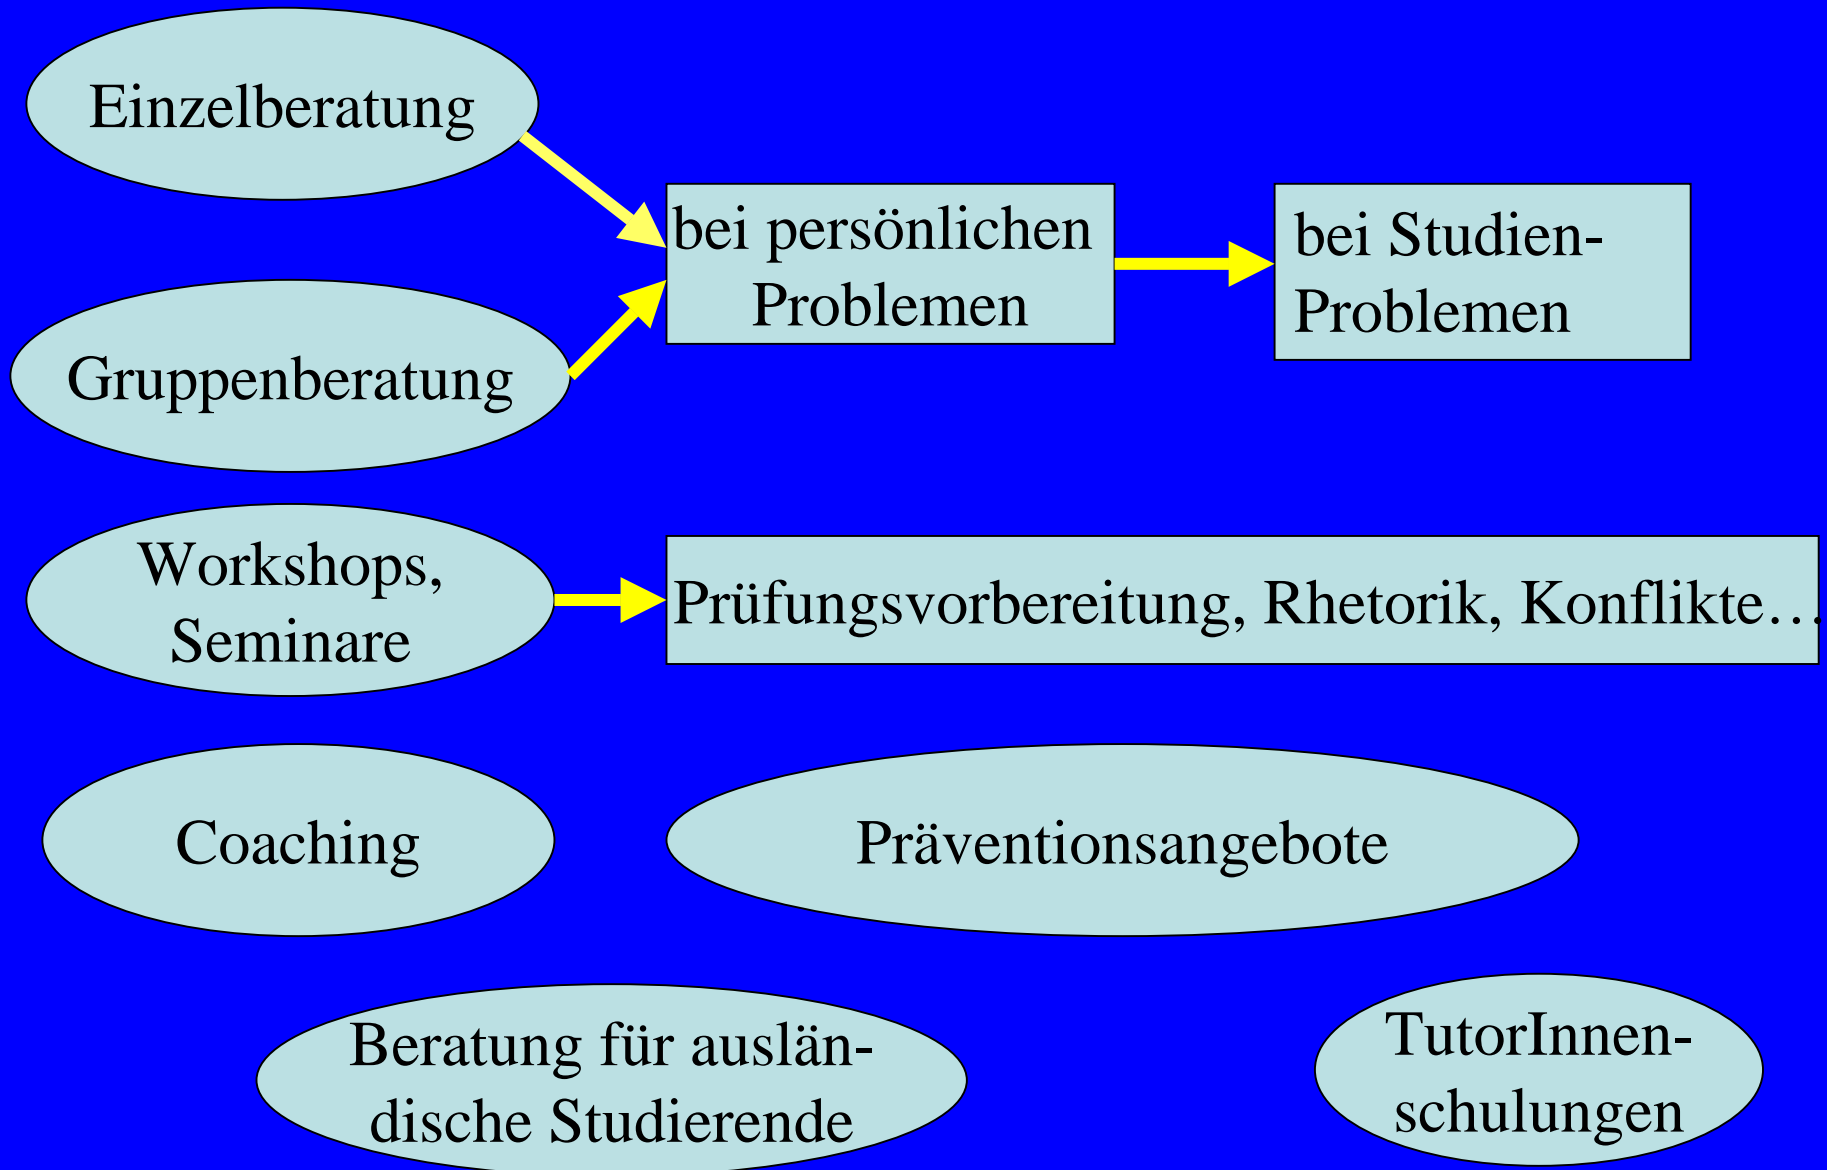 Einzelberatung
bei persönlichen
Problemen
bei Studien-
Problemen
Gruppenberatung
Workshops,
Seminare
Prüfungsvorbereitung, Rhetorik, Konflikte…
Coaching
Präventionsangebote
Beratung für auslän-
dische Studierende
TutorInnen-
schulungen